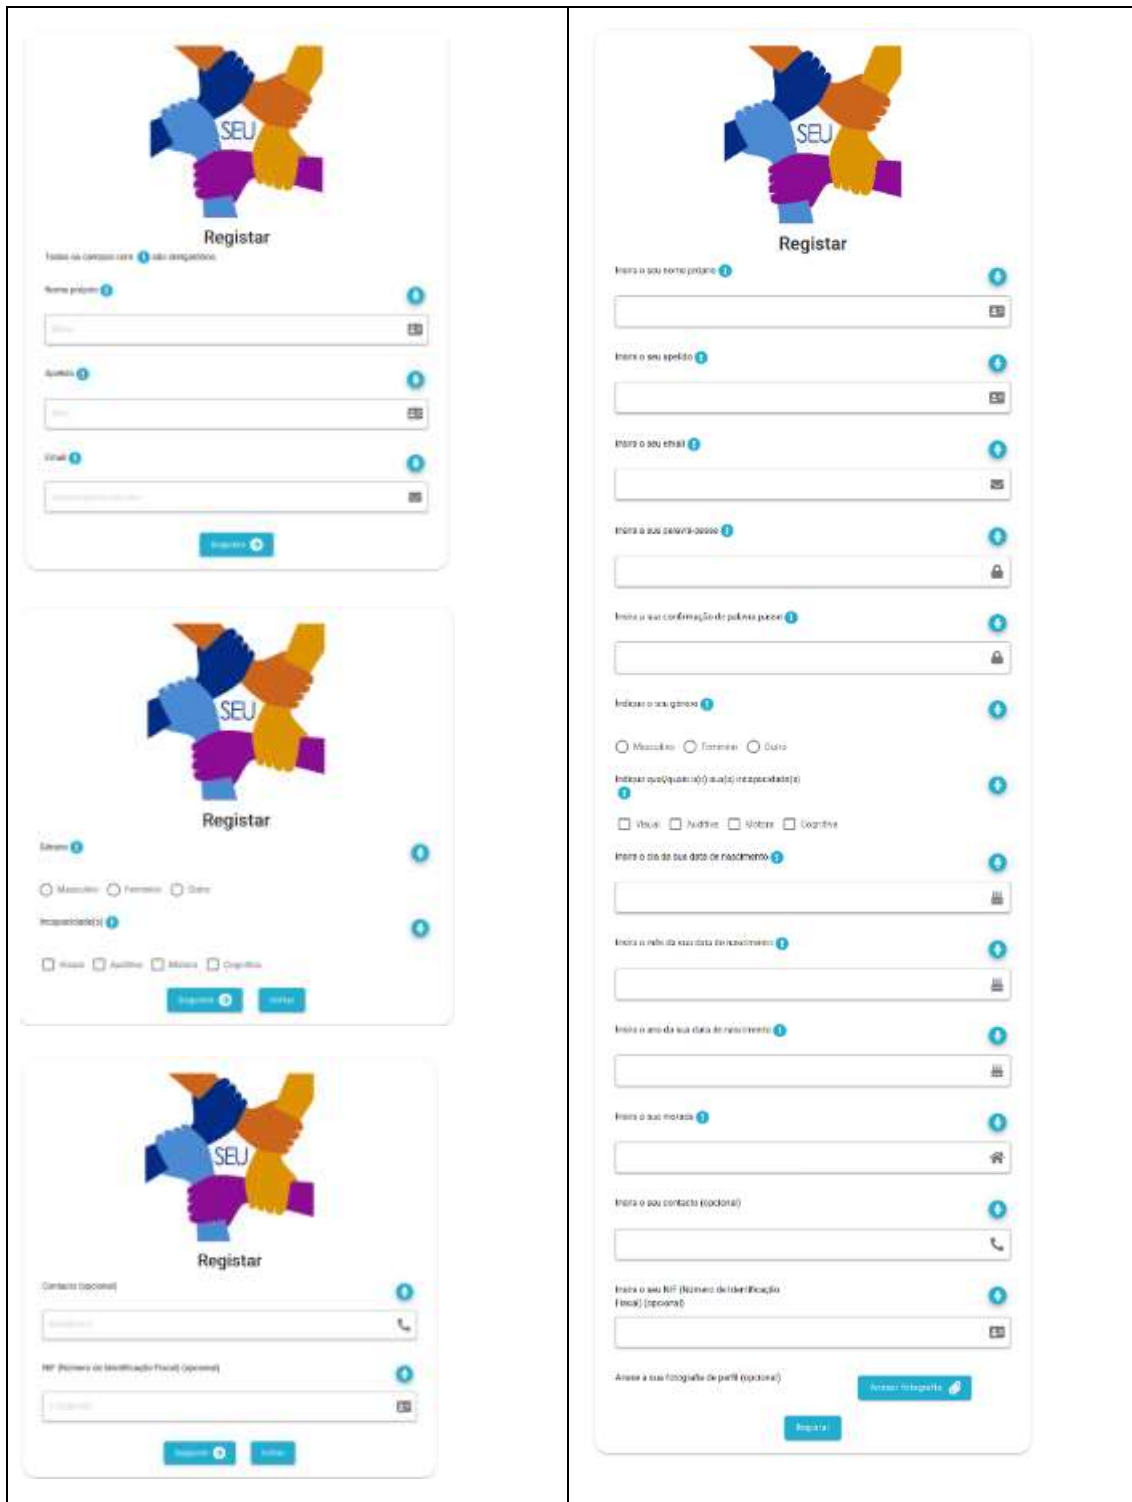 SEU
Registar
Todos os campos com são obrigatórios.
Nome próprio
Apelido
Email
Seguinte
SEU
Registar
Género
Masculino Feminino Outro
Incapacidade(s)
Visual Auditiva Motora Cognitiva
Seguinte Voltar
SEU
Registar
Contacto (opcional)
NIF (Número de Identificação Fiscal) (opcional)
Seguinte Voltar
SEU
Registar
Insira o seu nome próprio
Insira o seu apelido
Insira o seu email
Insira a sua palavra-passe
Insira a sua confirmação de palavra passe
Indique o seu género
Masculino Feminino Outro
Indique qual/quais a(s) sua(s) incapacidade(s)
Visual Auditiva Motora Cognitiva
Insira o dia da sua data de nascimento
Insira o mês da sua data de nascimento
Insira o ano da sua data de nascimento
Insira a sua morada
Insira o seu contacto (opcional)
Insira o seu NIF (Número de Identificação
Fiscal) (opcional)
Anexe a sua fotografia de perfil (opcional)
Anexar fotografia
Registar